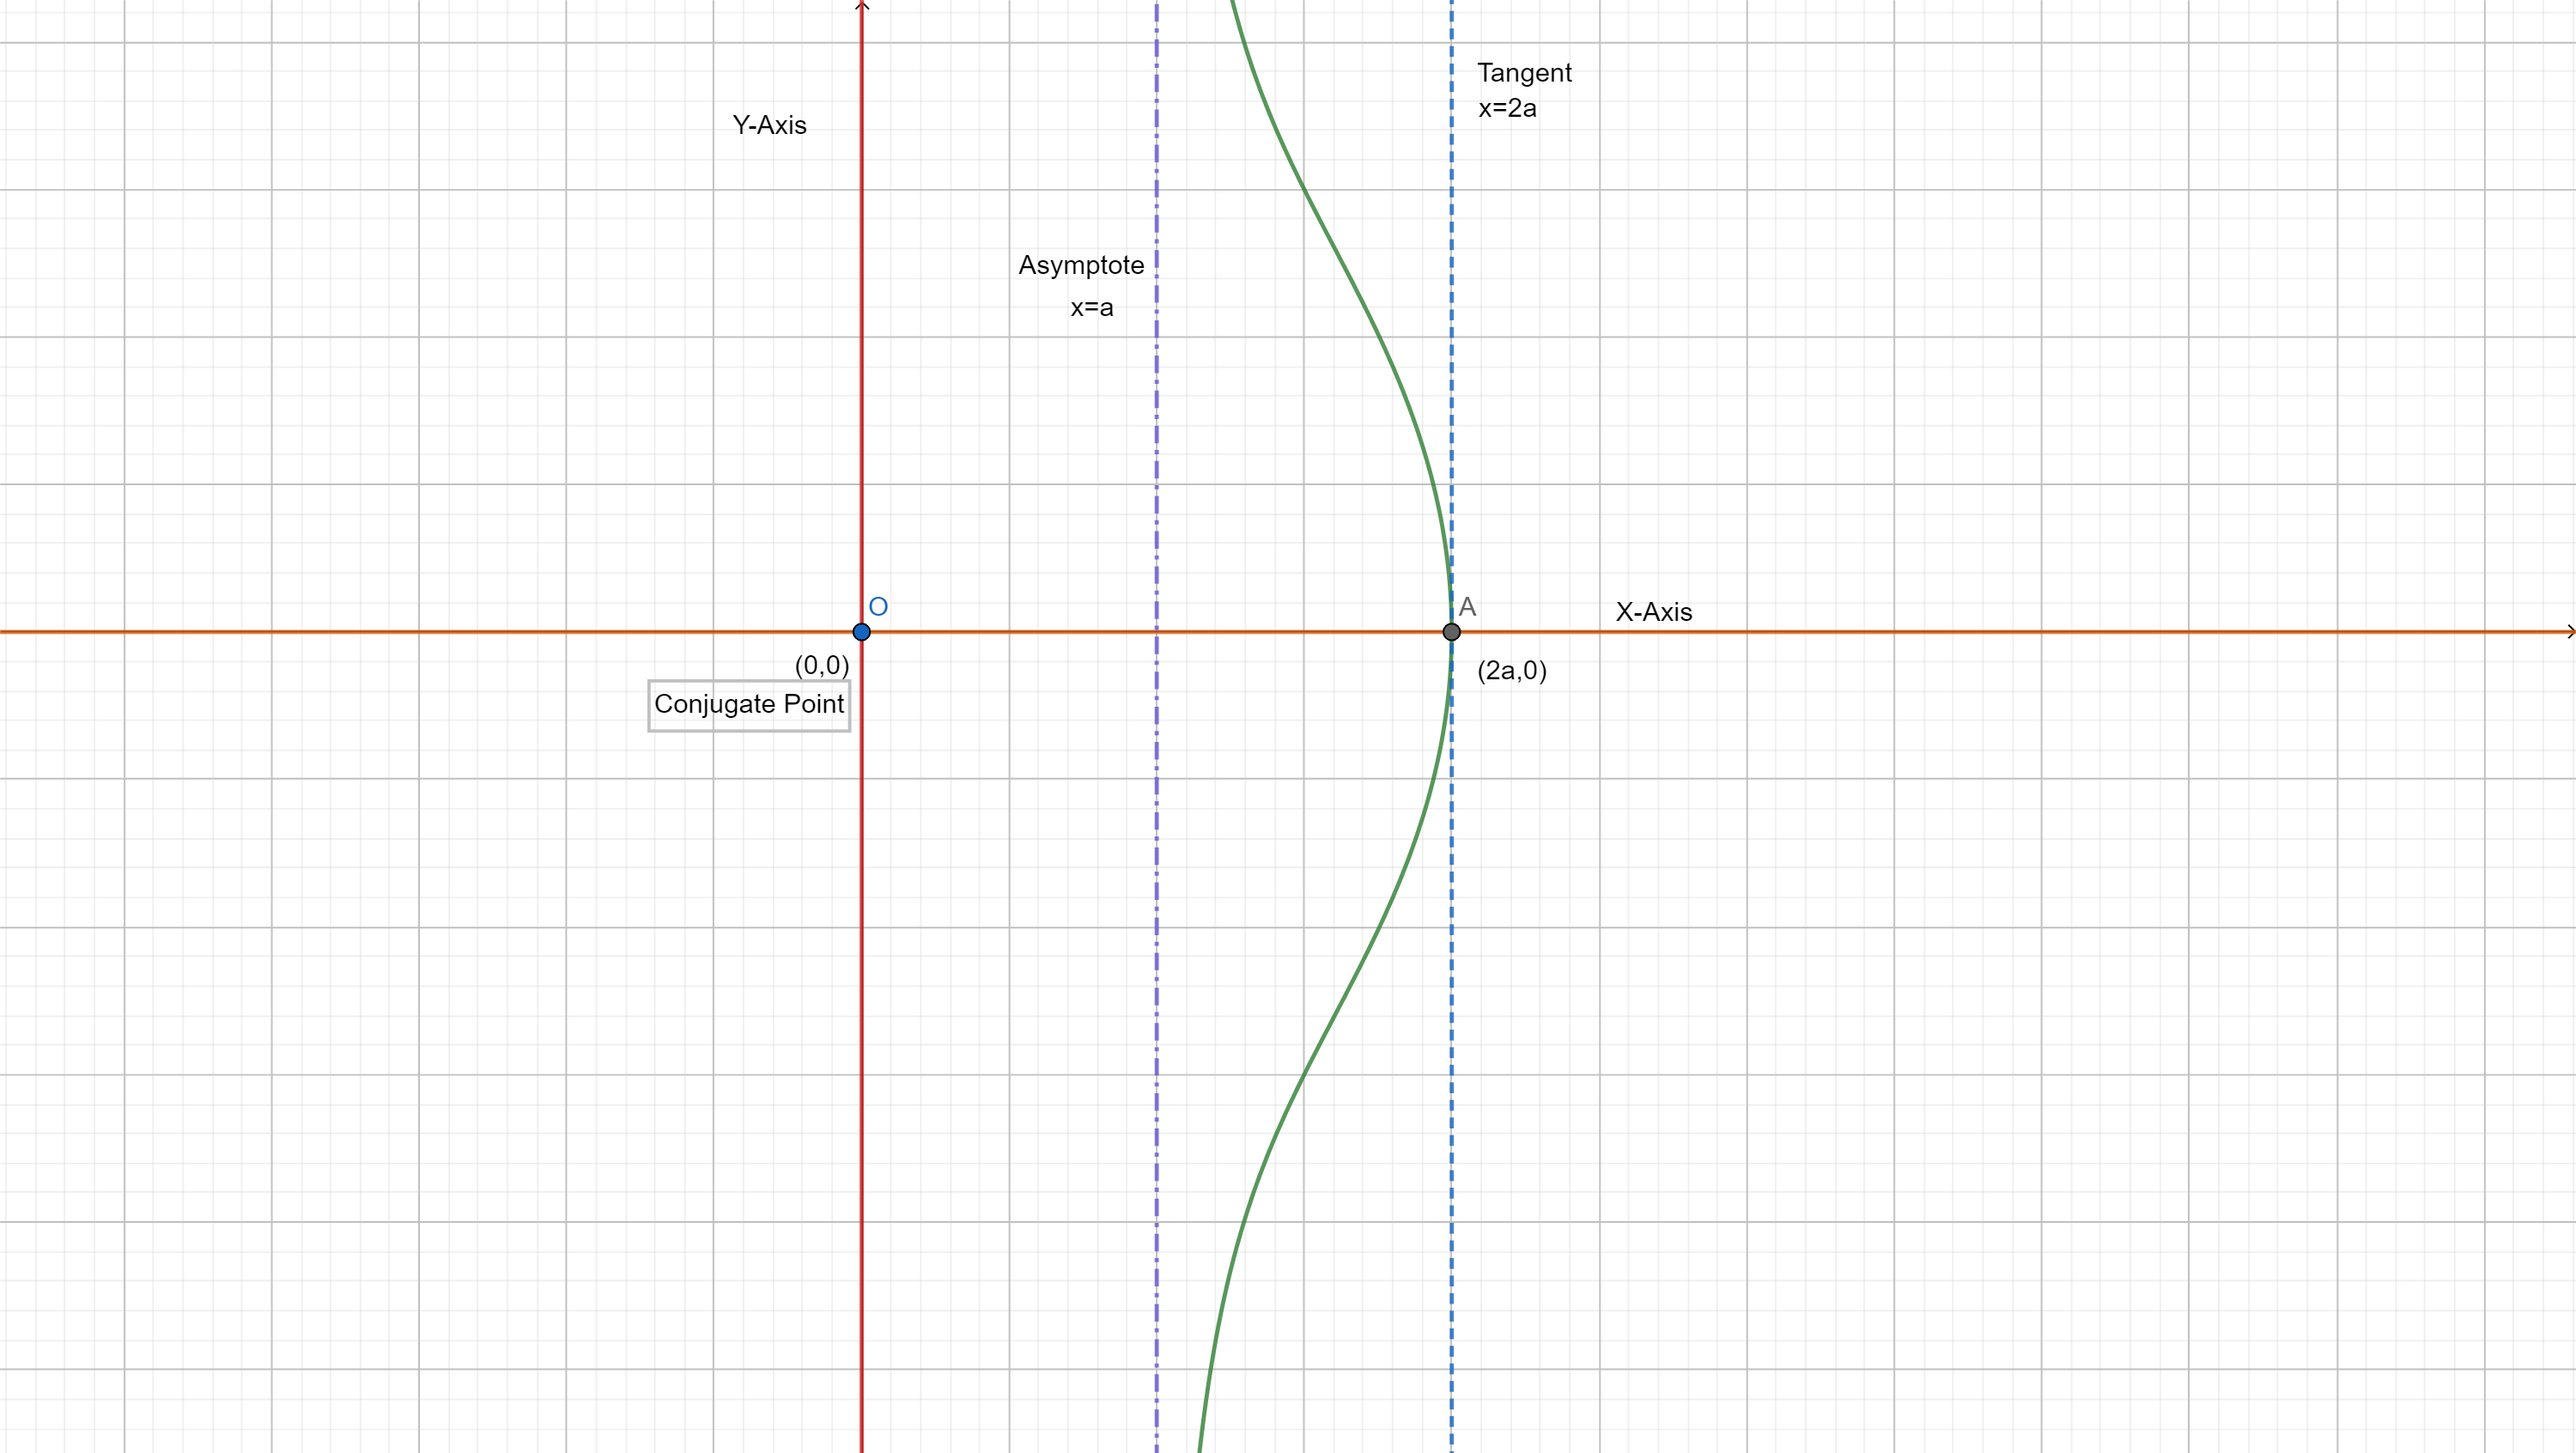 Tangent
x=2a
Y-Axis
Asymptote
x=a
O
A
X-Axis
(0,0)
(2a,0)
Conjugate Point